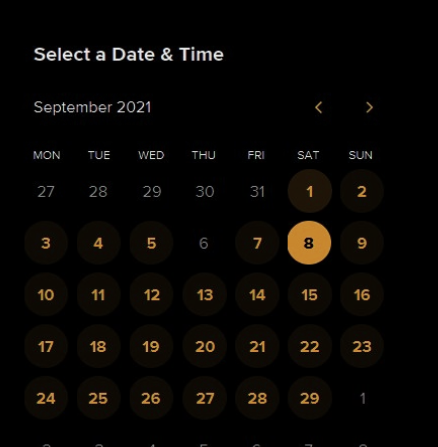 Select a Date & Time
September 2021
MON TUE WED THU FRI SAT SUN
27 28 29 30 31 1 2
3 4 5 6 7 8 9
10 11 12 13 14 15 16
17 18 19 20 21 22 23
24 25 26 27 28 29 1